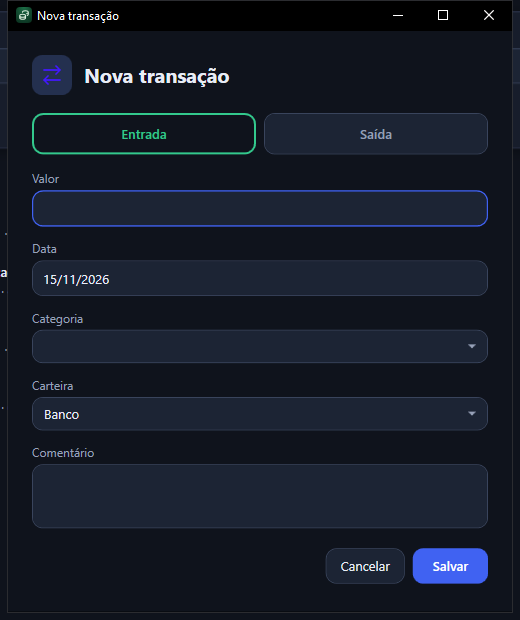 Nova transação
Nova transação
Entrada
Saída
Valor
Data
15/11/2026
Categoria
Carteira
Banco
Comentário
Cancelar
Salvar